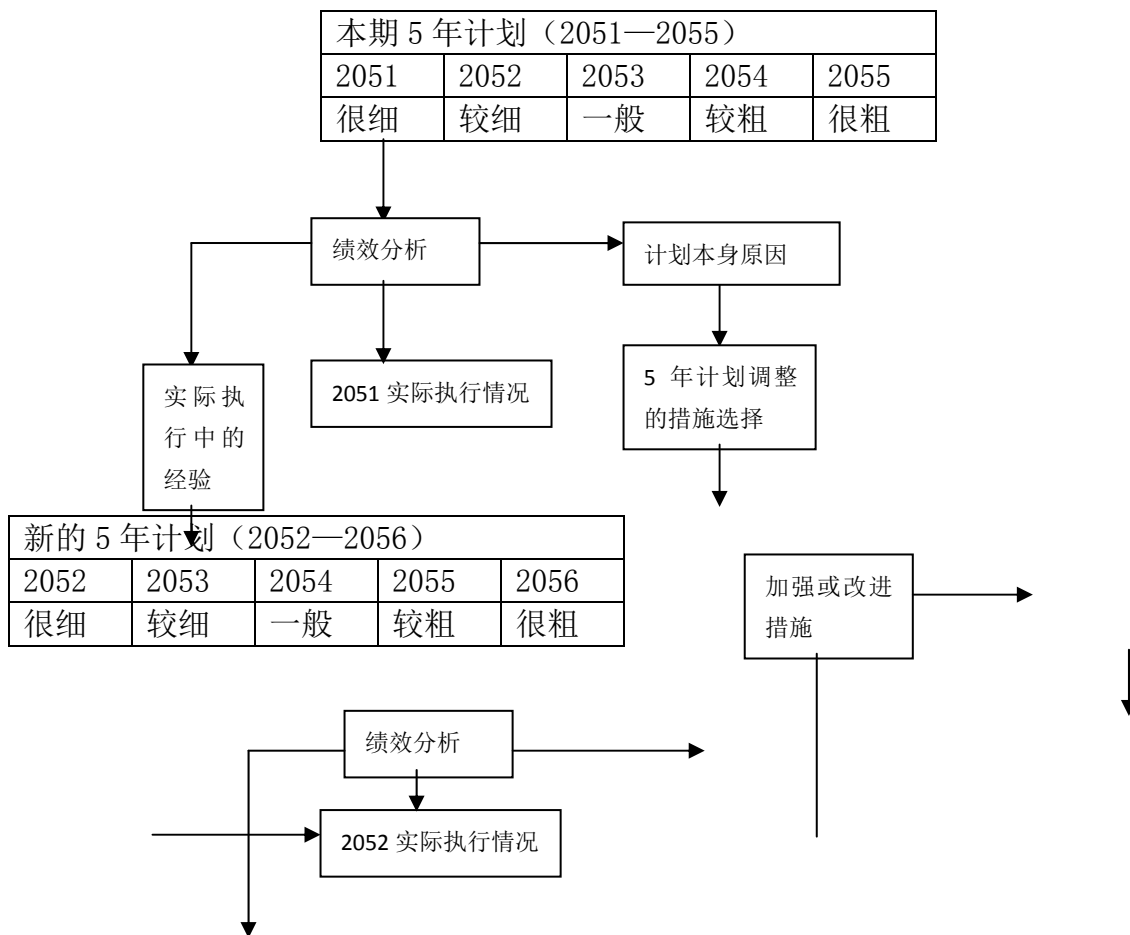 本期 5 年计划（2051—2055）
2051 2052 2053 2054 2055
很细 较细 一般 较粗 很粗
绩效分析
计划本身原因
实际执
行中的
经验
2051 实际执行情况
5 年计划调整
的措施选择
新的 5 年计划（2052—2056）
2052 2053 2054 2055 2056
很细 较细 一般 较粗 很粗
加强或改进
措施
绩效分析
2052 实际执行情况